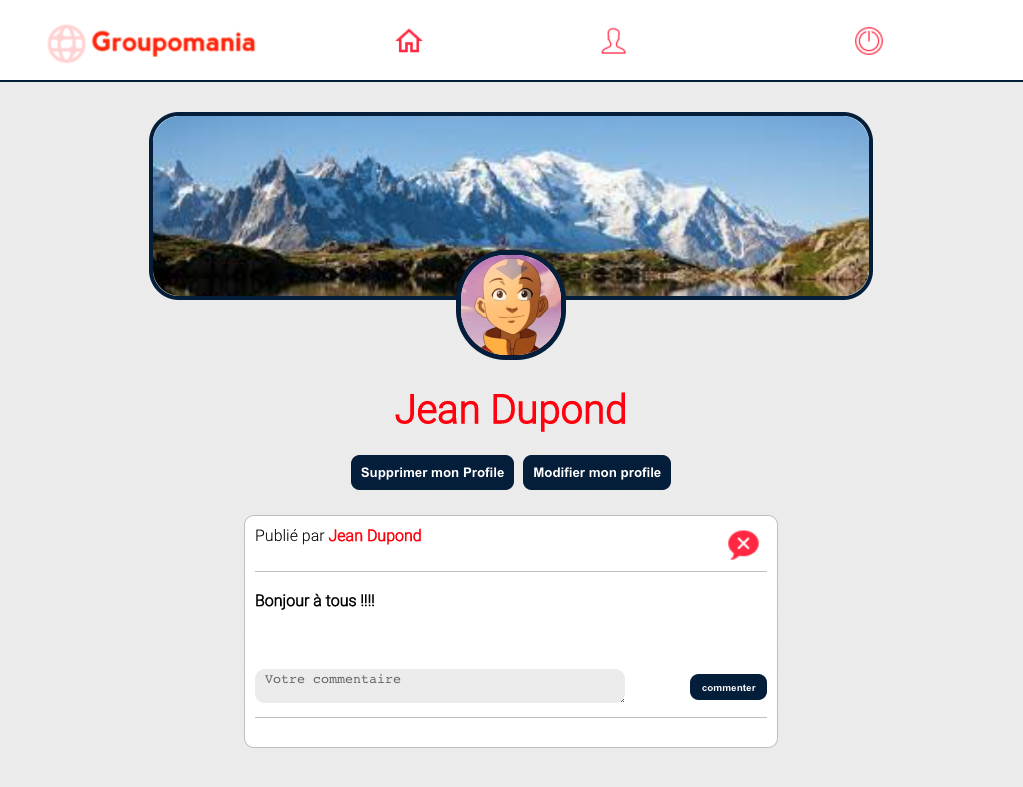 Groupomania
Jean Dupond
Supprimer mon Profile Modifier mon profile
Publié par Jean Dupond
Bonjour à tous !!!!
Votre commentaire commenter